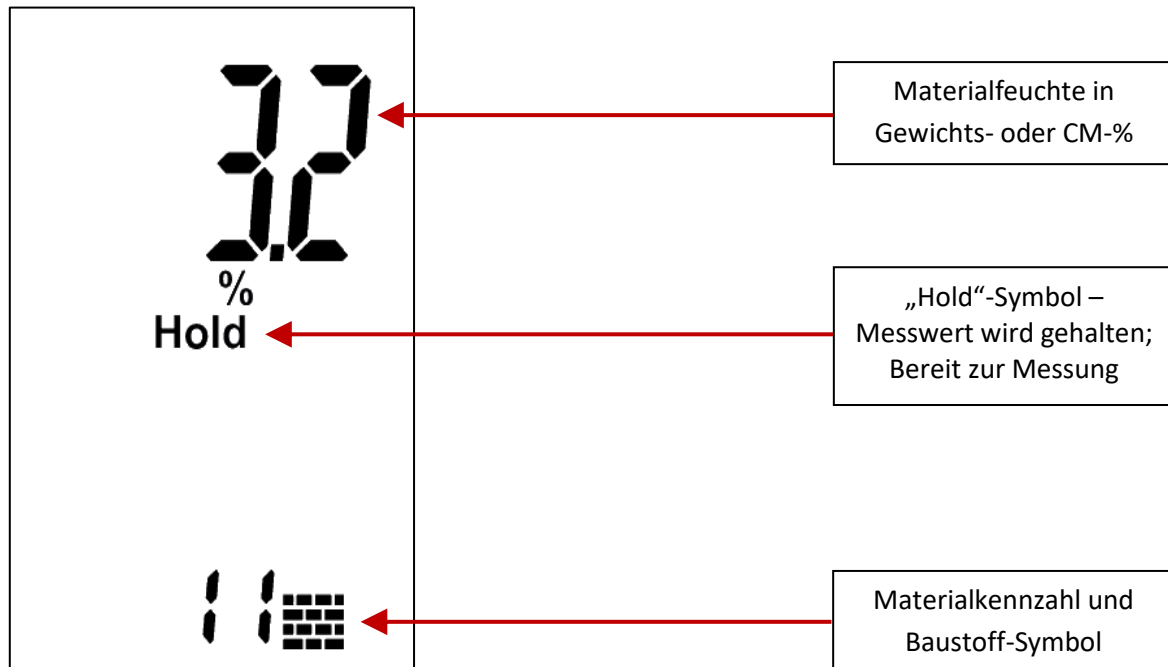 3.2
Materialfeuchte in
Gewichts- oder CM-%
%
Hold
„Hold“-Symbol –
Messwert wird gehalten;
Bereit zur Messung
11
Materialkennzahl und
Baustoff-Symbol